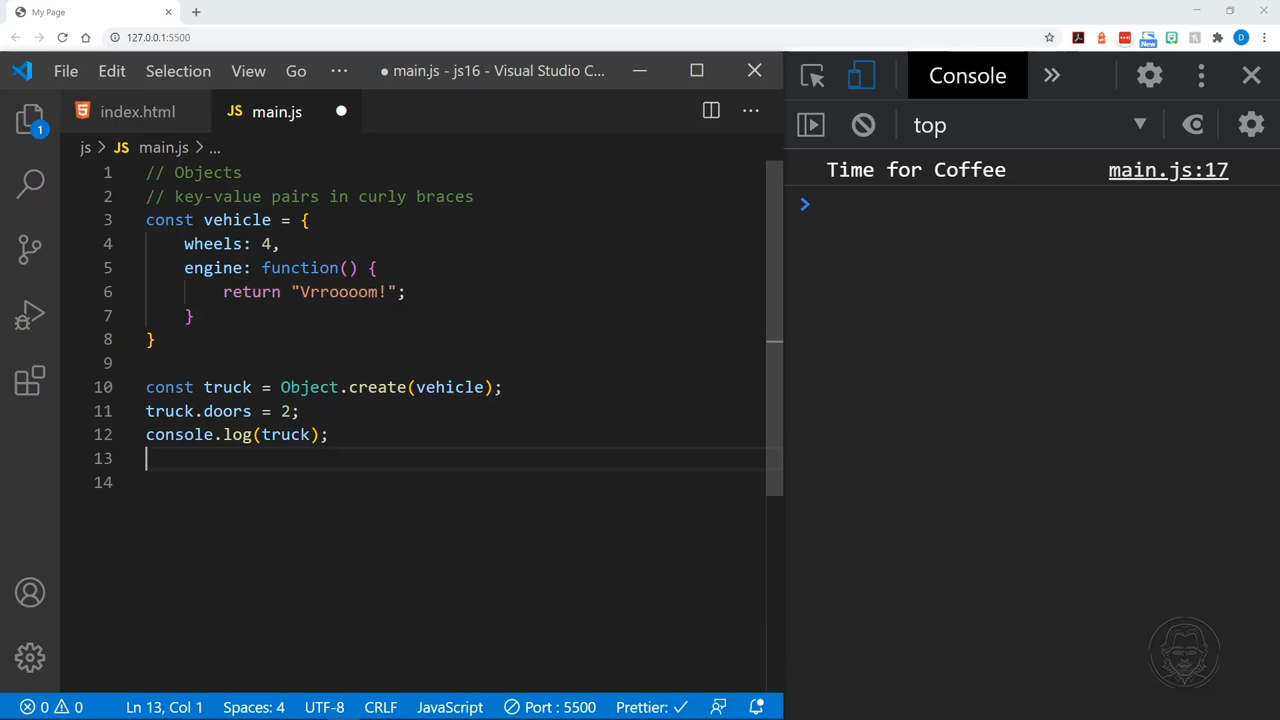 My Page
127.0.0.1:5500
New
D
File Edit Selection View Go ··· ● main.js - js16 - Visual Studio C...
index.html JS main.js ● ···
js > JS main.js > ...
1 // Objects
2 // key-value pairs in curly braces
3 const vehicle = {
4 wheels: 4,
5 engine: function() {
6 return "Vrroooom!";
7 }
8 }
9
10 const truck = Object.create(vehicle);
11 truck.doors = 2;
12 console.log(truck);
13
14
1
0 0 Ln 13, Col 1 Spaces: 4 UTF-8 CRLF JavaScript Port : 5500 Prettier: ✓
Console »
top
Time for Coffee main.js:17
>